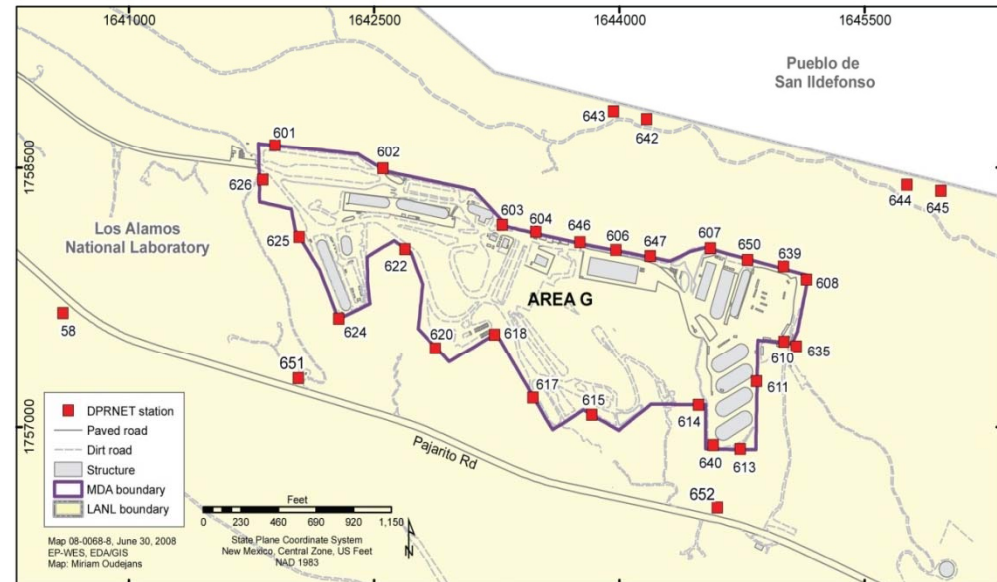 1641000 1642500 1644000 1645500
Pueblo de
San Ildefonso
643
642
601
602
1758500
626
644
645
603
604
646
606
647
607
650
639
608
Los Alamos
National Laboratory
625
622
AREA G
58
624
620
618
610
635
611
651
617
615
614
1757000
640
613
652
Pajarito Rd
DPRNET station
Paved road
Dirt road
Structure
MDA boundary
LANL boundary
Feet
0 230 460 690 920 1,150
State Plane Coordinate System
New Mexico, Central Zone, US Feet
NAD 1983
N
Map 08-0068-8, June 30, 2008
EP-WES, EDA/GIS
Map: Miriam Oudejans